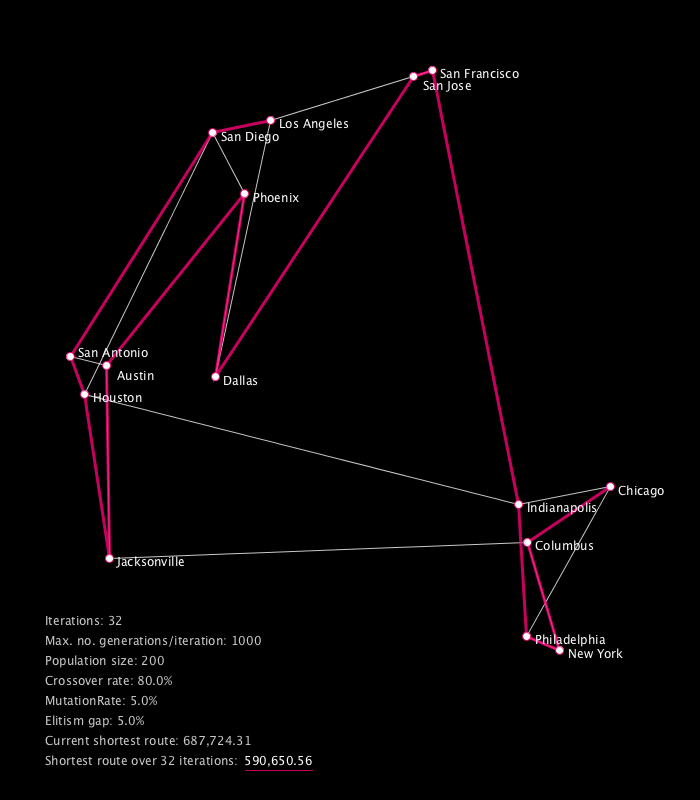 San Francisco
San Jose
Los Angeles
San Diego
Phoenix
San Antonio
Austin
Dallas
Houston
Chicago
Indianapolis
Columbus
Jacksonville
Philadelphia
New York
Iterations: 32
Max. no. generations/iteration: 1000
Population size: 200
Crossover rate: 80.0%
MutationRate: 5.0%
Elitism gap: 5.0%
Current shortest route: 687,724.31
Shortest route over 32 iterations: 590,650.56